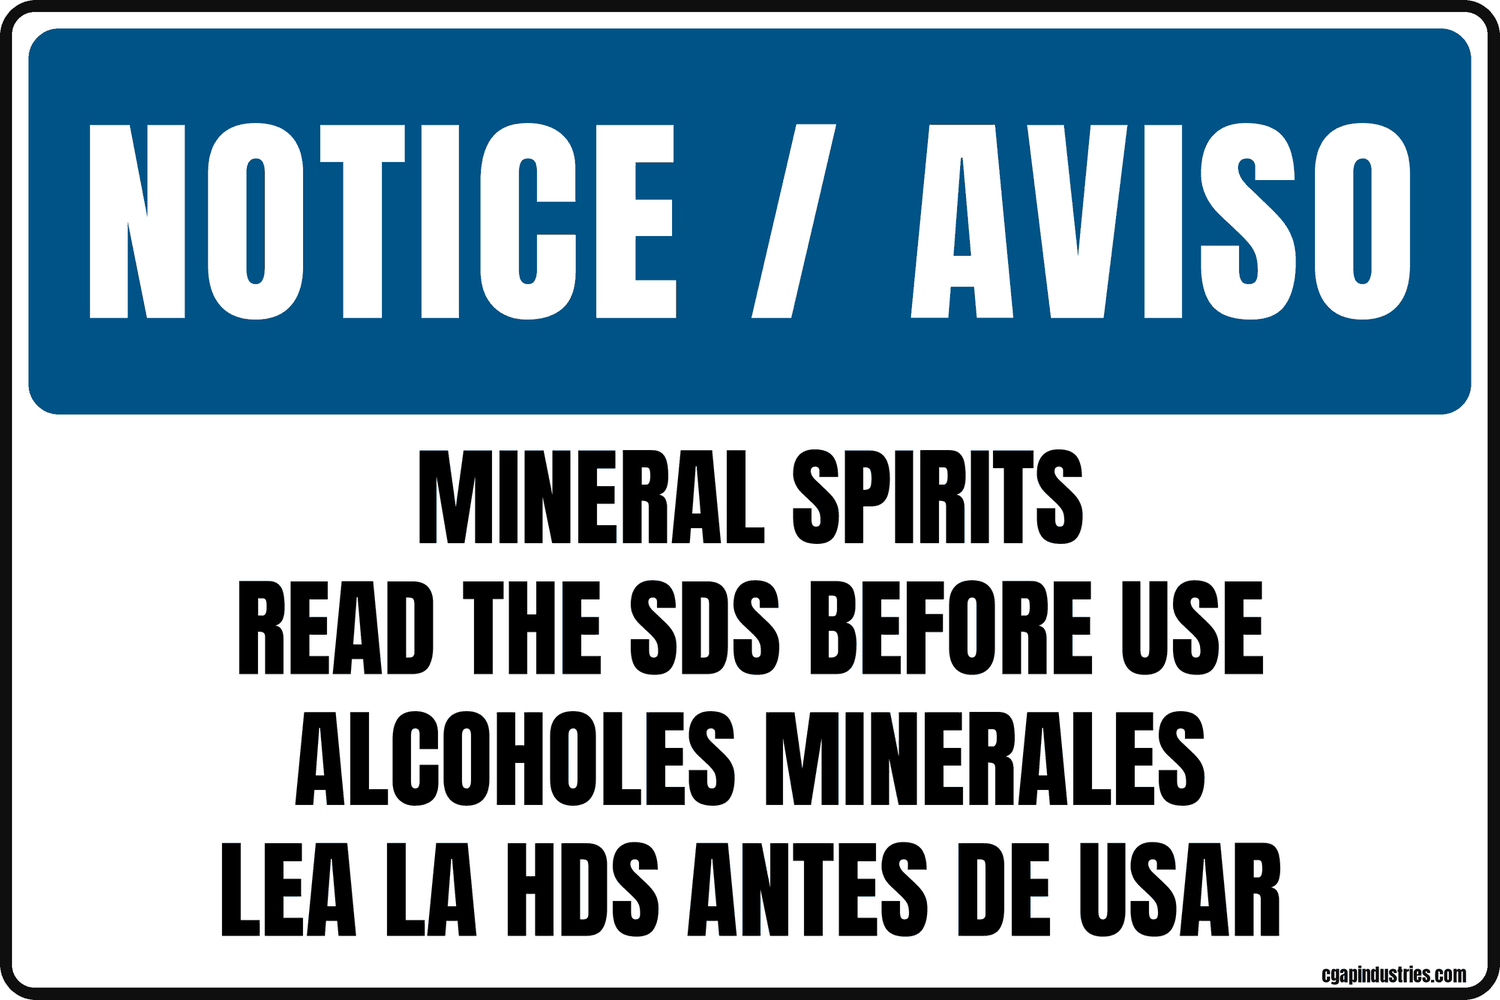 NOTICE / AVISO
MINERAL SPIRITS
READ THE SDS BEFORE USE
ALCOHOLES MINERALES
LEA LA HDS ANTES DE USAR
cgapindustries.com